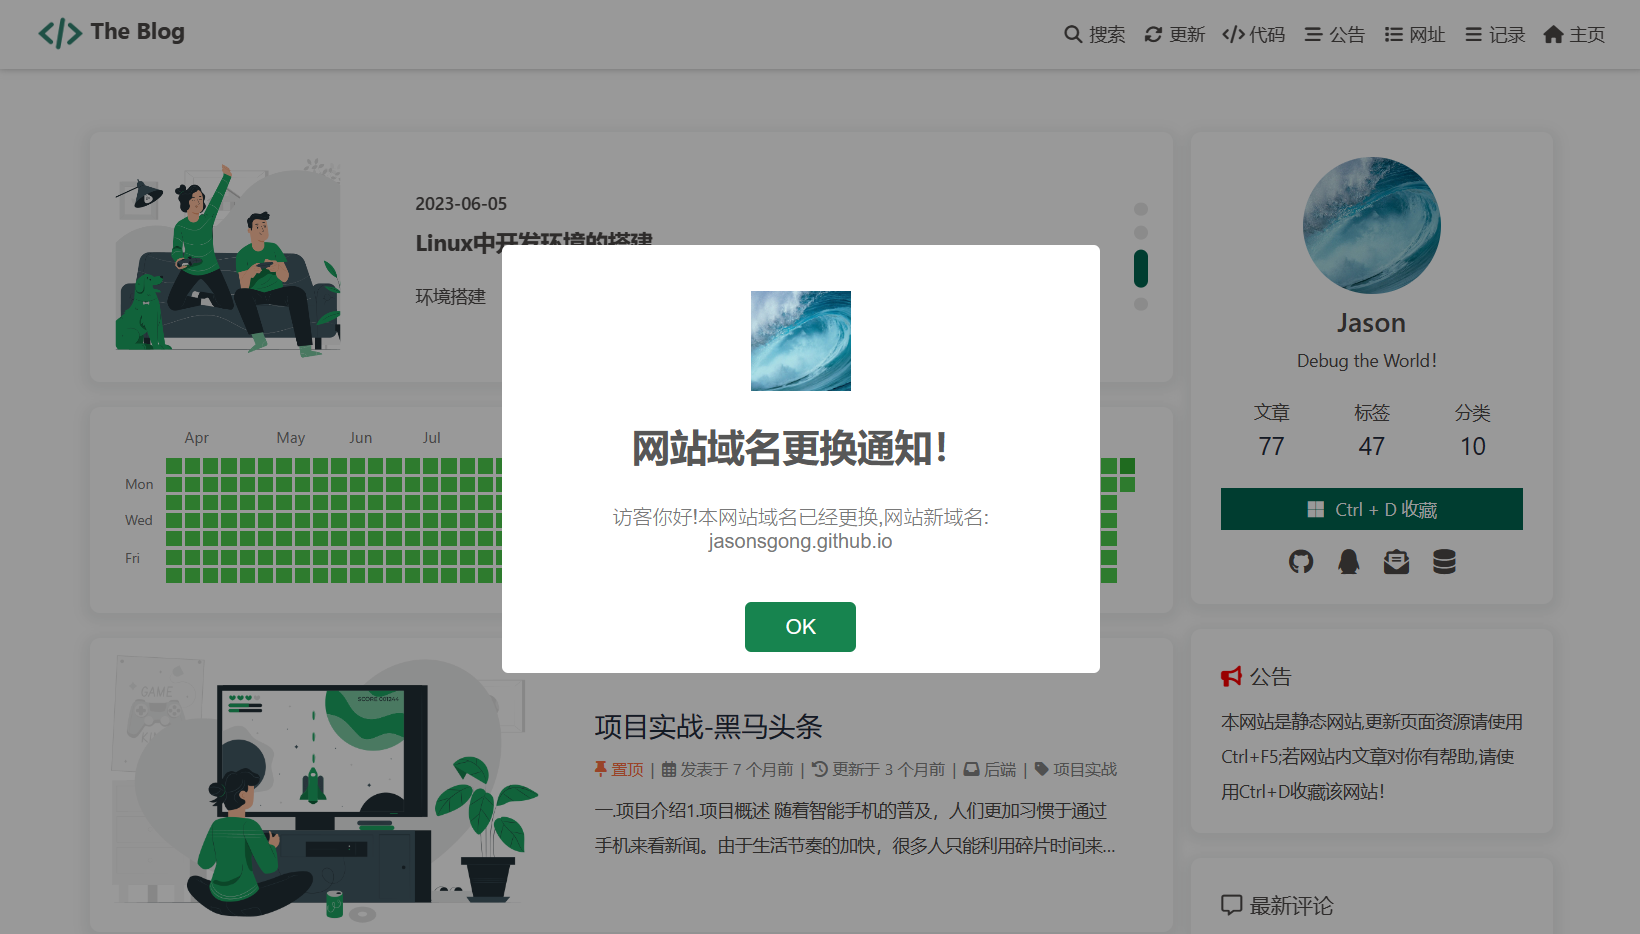 The Blog
搜索 更新 代码 公告 网址 记录 主页
2023-06-05
Linux中开发环境的搭建
环境搭建
Apr May Jun Jul
Mon
Wed
Fri
网站域名更换通知!
访客你好!本网站域名已经更换,网站新域名:
jasonsgong.github.io
OK
GAME
SCORE 001244
项目实战-黑马头条
置顶 | 发表于 7 个月前 | 更新于 3 个月前 | 后端 | 项目实战
一.项目介绍1.项目概述 随着智能手机的普及，人们更加习惯于通过
手机来看新闻。由于生活节奏的加快，很多人只能利用碎片时间来...
Jason
Debug the World!
文章 标签 分类
77 47 10
Ctrl + D 收藏
公告
本网站是静态网站,更新页面资源请使用
Ctrl+F5;若网站内文章对你有帮助,请使
用Ctrl+D收藏该网站!
最新评论